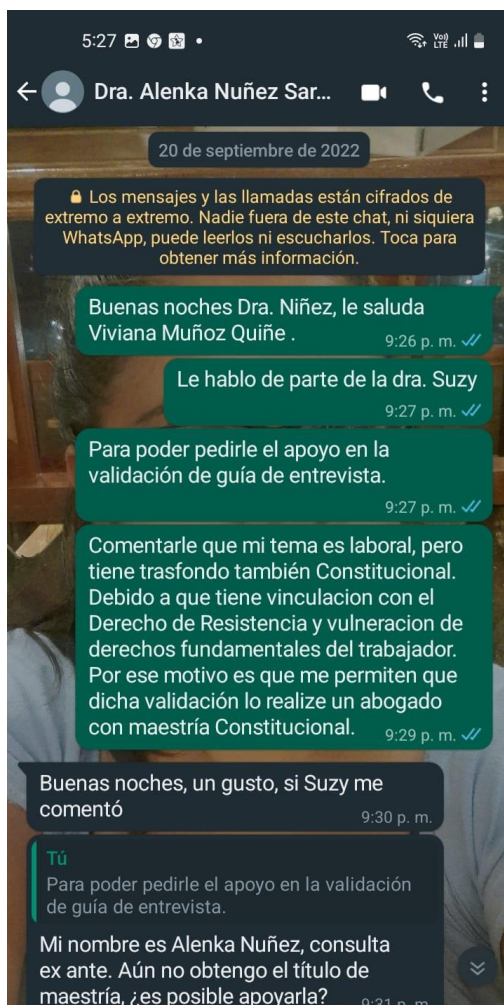 5:27
Vo))
LTE
Dra. Alenka Nuñez Sar...
20 de septiembre de 2022
Los mensajes y las llamadas están cifrados de
extremo a extremo. Nadie fuera de este chat, ni siquiera
WhatsApp, puede leerlos ni escucharlos. Toca para
obtener más información.
Buenas noches Dra. Niñez, le saluda
Viviana Muñoz Quiñe .
9:26 p. m.
Le hablo de parte de la dra. Suzy
9:27 p. m.
Para poder pedirle el apoyo en la
validación de guía de entrevista.
9:27 p. m.
Comentarle que mi tema es laboral, pero
tiene trasfondo también Constitucional.
Debido a que tiene vinculacion con el
Derecho de Resistencia y vulneracion de
derechos fundamentales del trabajador.
Por ese motivo es que me permiten que
dicha validación lo realize un abogado
con maestría Constitucional.
9:29 p. m.
Buenas noches, un gusto, si Suzy me
comentó
9:30 p. m.
Tú
Para poder pedirle el apoyo en la validación
de guía de entrevista.
Mi nombre es Alenka Nuñez, consulta
ex ante. Aún no obtengo el título de
maestría, ¿es posible apoyarla?
9:31 p. m.